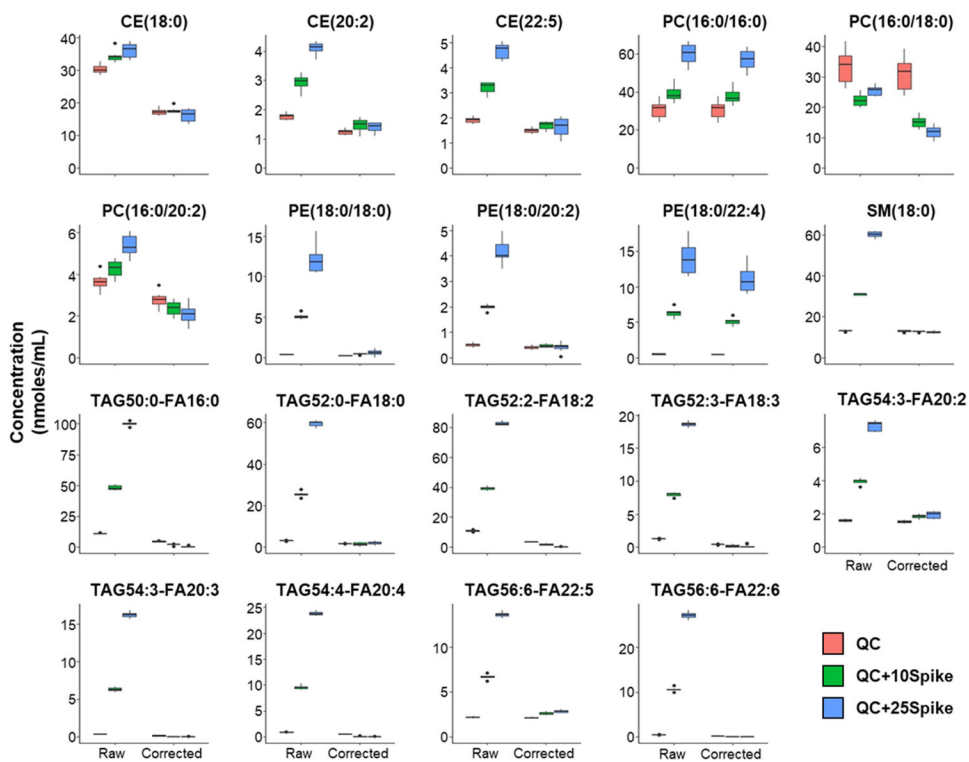 CE(18:0) CE(20:2) CE(22:5) PC(16:0/16:0) PC(16:0/18:0)
40 30 20 10 0
4 3 2 1 0
5 4 3 2 1 0
60 40 20 0
40 30 20 10 0
PC(16:0/20:2) PE(18:0/18:0) PE(18:0/20:2) PE(18:0/22:4) SM(18:0)
6 4 2 0
15 10 5 0
5 4 3 2 1 0
15 10 5 0
60 40 20 0
Concentration
(nmoles/mL)
TAG50:0-FA16:0 TAG52:0-FA18:0 TAG52:2-FA18:2 TAG52:3-FA18:3 TAG54:3-FA20:2
100 75 50 25 0
60 40 20 0
80 60 40 20 0
20 15 10 5 0
6 4 2 0
Raw Corrected
TAG54:3-FA20:3 TAG54:4-FA20:4 TAG56:6-FA22:5 TAG56:6-FA22:6
15 10 5 0
25 20 15 10 5 0
10 5 0
20 10 0
Raw Corrected Raw Corrected Raw Corrected Raw Corrected
QC
QC+10Spike
QC+25Spike